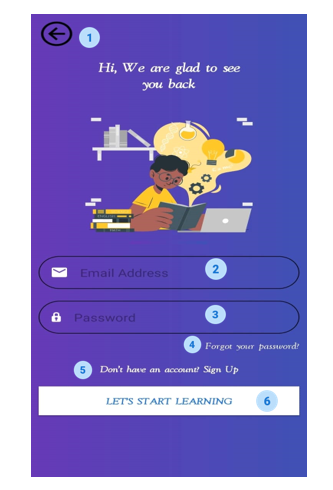 1
Hi, We are glad to see
you back
Email Address 2
Password 3
4 Forgot your password?
5 Don't have an account? Sign Up
LET'S START LEARNING 6